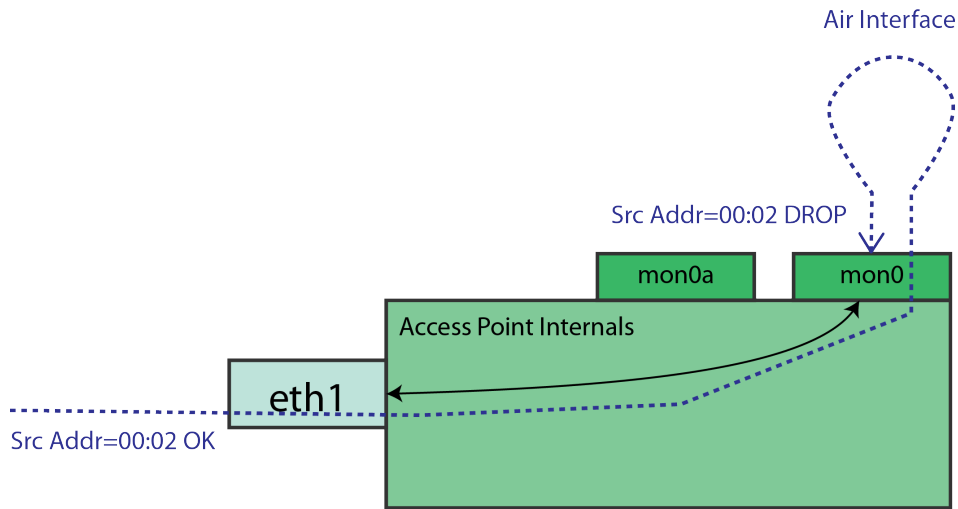 Air Interface
Src Addr=00:02 DROP
mon0a
mon0
Access Point Internals
eth1
Src Addr=00:02 OK